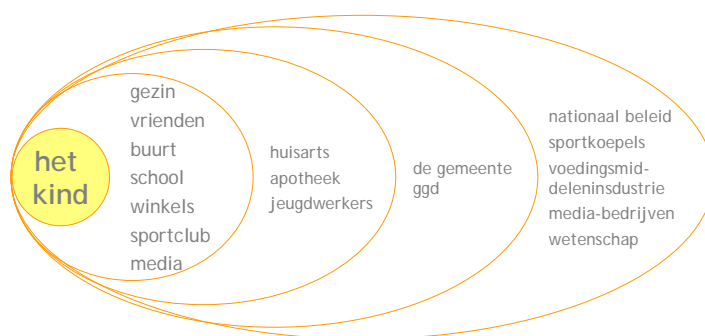 het
kind
gezin
vrienden
buurt
school
winkels
sportclub
media
huisarts
apotheek
jeugdwerkers
de gemeente
ggd
nationaal beleid
sportkoepels
voedingsmid-
deleninsdustrie
media-bedrijven
wetenschap